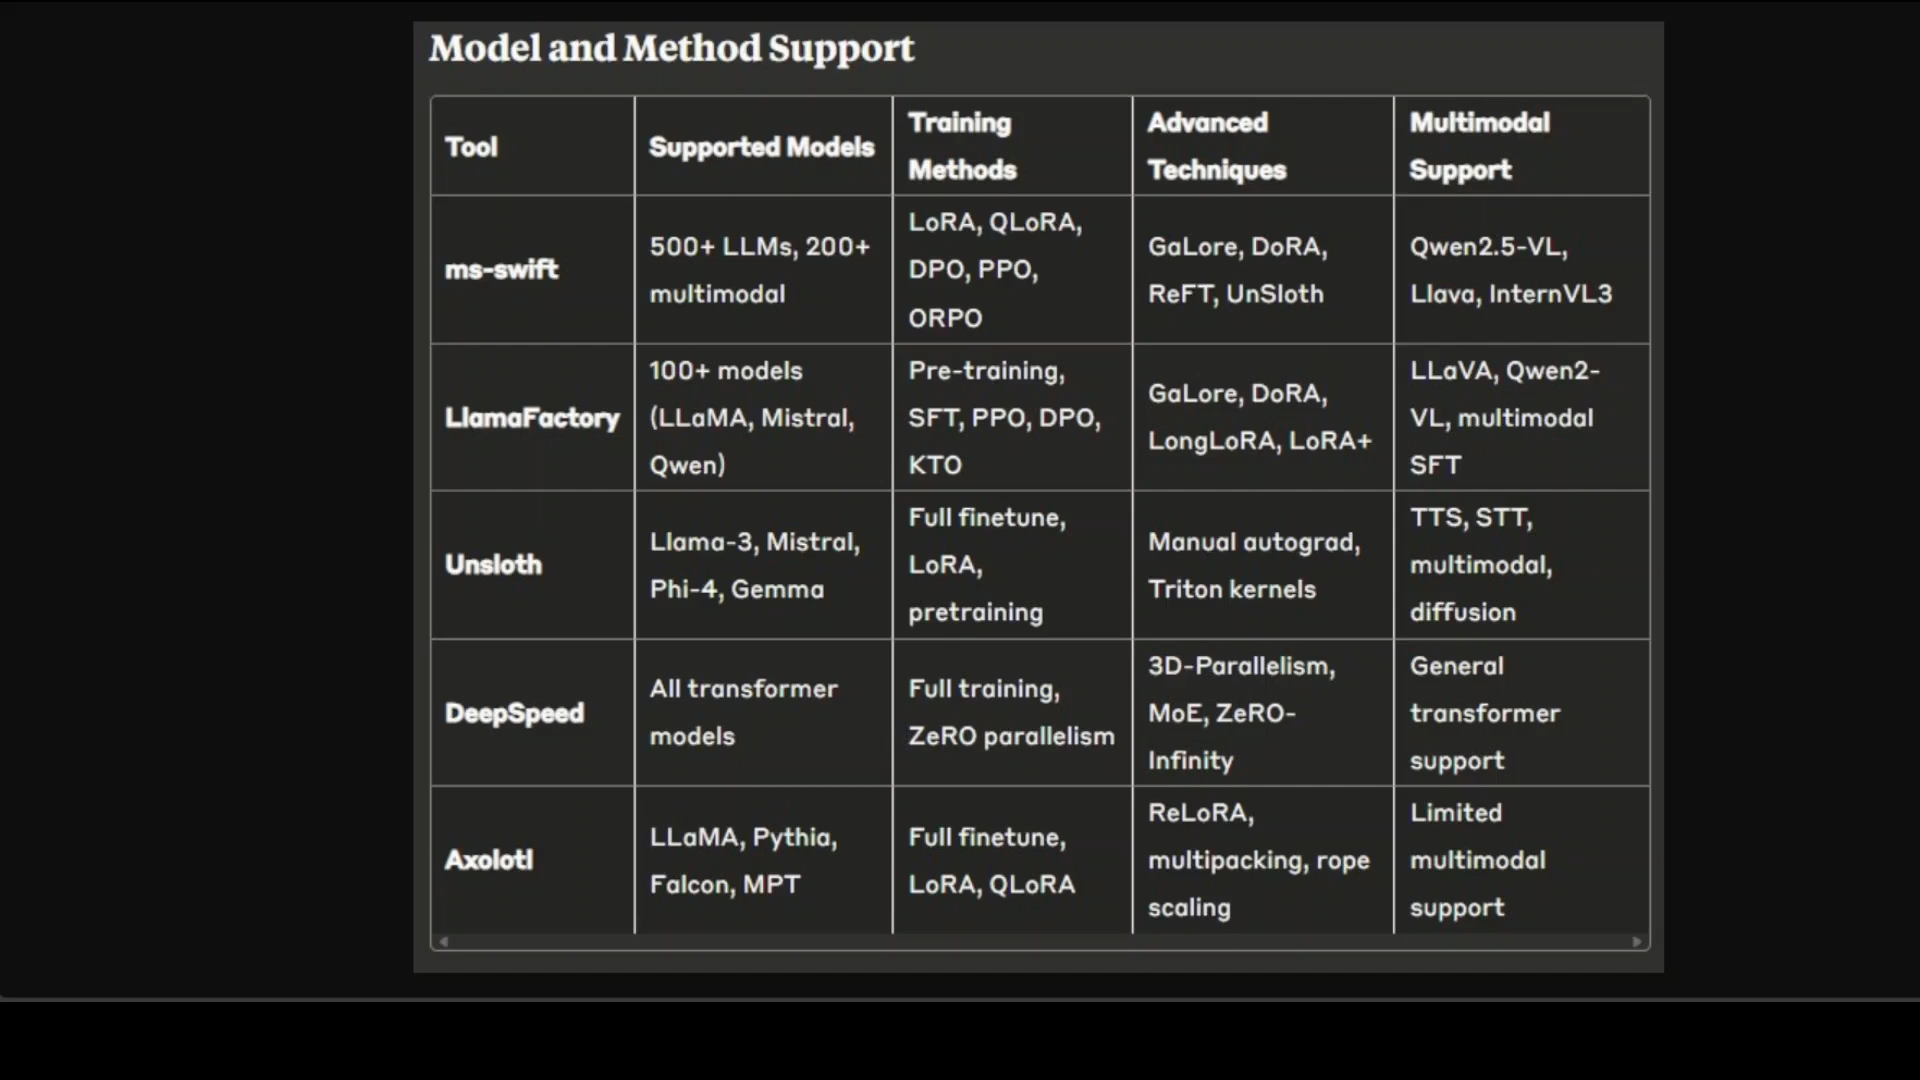 Model and Method Support
Tool
Supported Models
Training
Methods
Advanced
Techniques
Multimodal
Support
ms-swift
500+ LLMs, 200+
multimodal
LoRA, QLoRA,
DPO, PPO,
ORPO
GaLore, DoRA,
ReFT, UnSloth
Qwen2.5-VL,
Llava, InternVL3
LlamaFactory
100+ models
(LLaMA, Mistral,
Qwen)
Pre-training,
SFT, PPO, DPO,
KTO
GaLore, DoRA,
LongLoRA, LoRA+
LLaVA, Qwen2-
VL, multimodal
SFT
Unsloth
Llama-3, Mistral,
Phi-4, Gemma
Full finetune,
LoRA,
pretraining
Manual autograd,
Triton kernels
TTS, STT,
multimodal,
diffusion
DeepSpeed
All transformer
models
Full training,
ZeRO parallelism
3D-Parallelism,
MoE, ZeRO-
Infinity
General
transformer
support
Axolotl
LLaMA, Pythia,
Falcon, MPT
Full finetune,
LoRA, QLoRA
ReLoRA,
multipacking, rope
scaling
Limited
multimodal
support